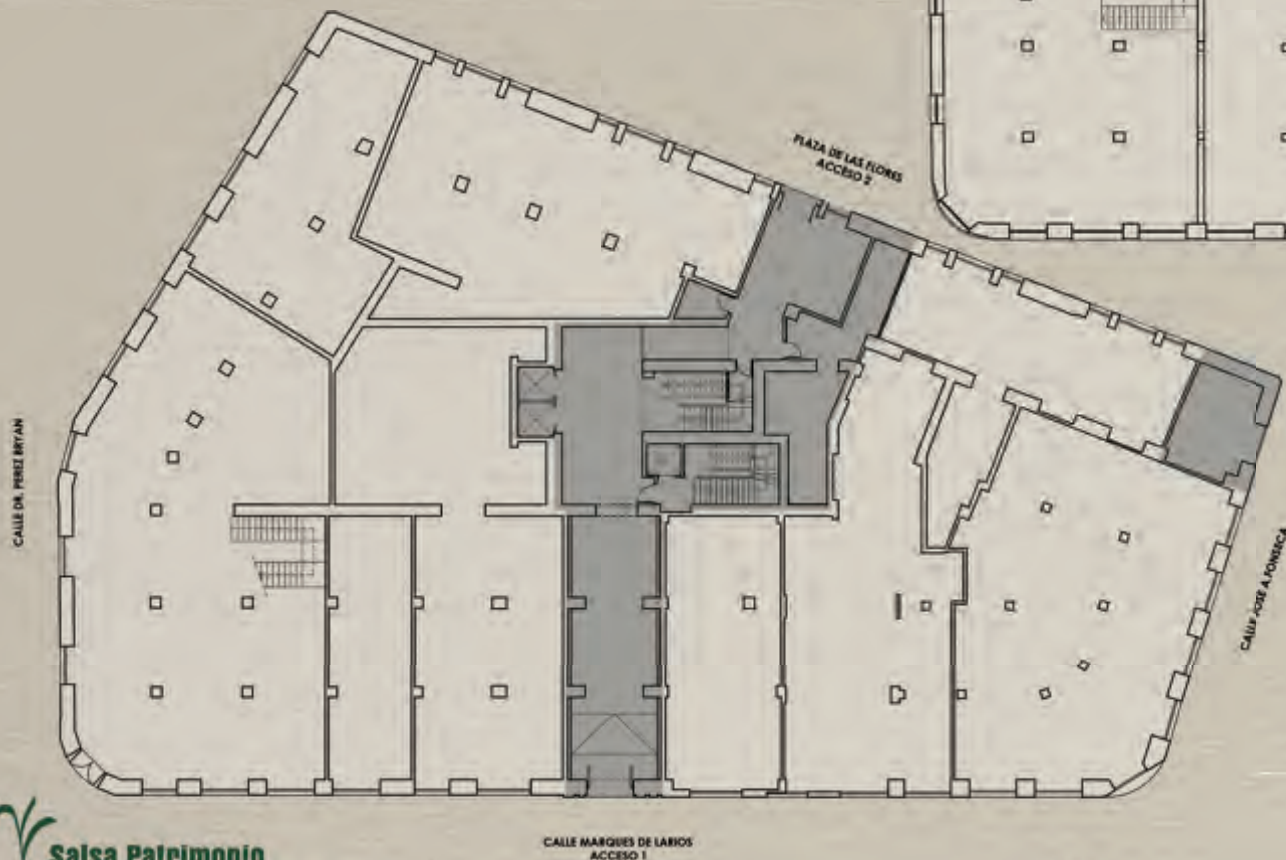 PLAZA DE LAS FLORES
ACCESO 2
CALLE DR. PEREZ BRYAN
CALLE JOSE A.FONSECA
CALLE MARQUES DE LARIOS
ACCESO 1
Salsa Patrimonio